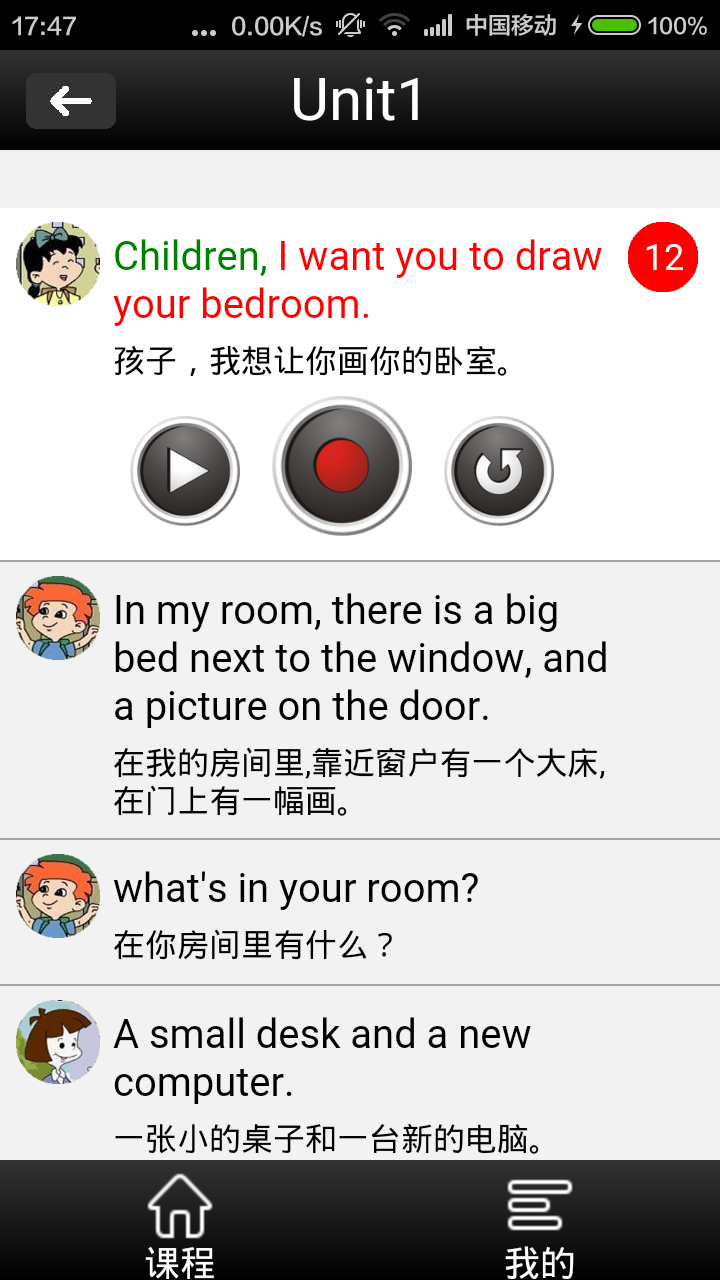 17:47 ... 0.00K/s 中国移动 100%
Unit1
Children, I want you to draw 12
your bedroom.
孩子，我想让你画你的卧室。
In my room, there is a big
bed next to the window, and
a picture on the door.
在我的房间里,靠近窗户有一个大床,
在门上有一幅画。
what's in your room?
在你房间里有什么？
A small desk and a new
computer.
一张小的桌子和一台新的电脑。
课程 我的